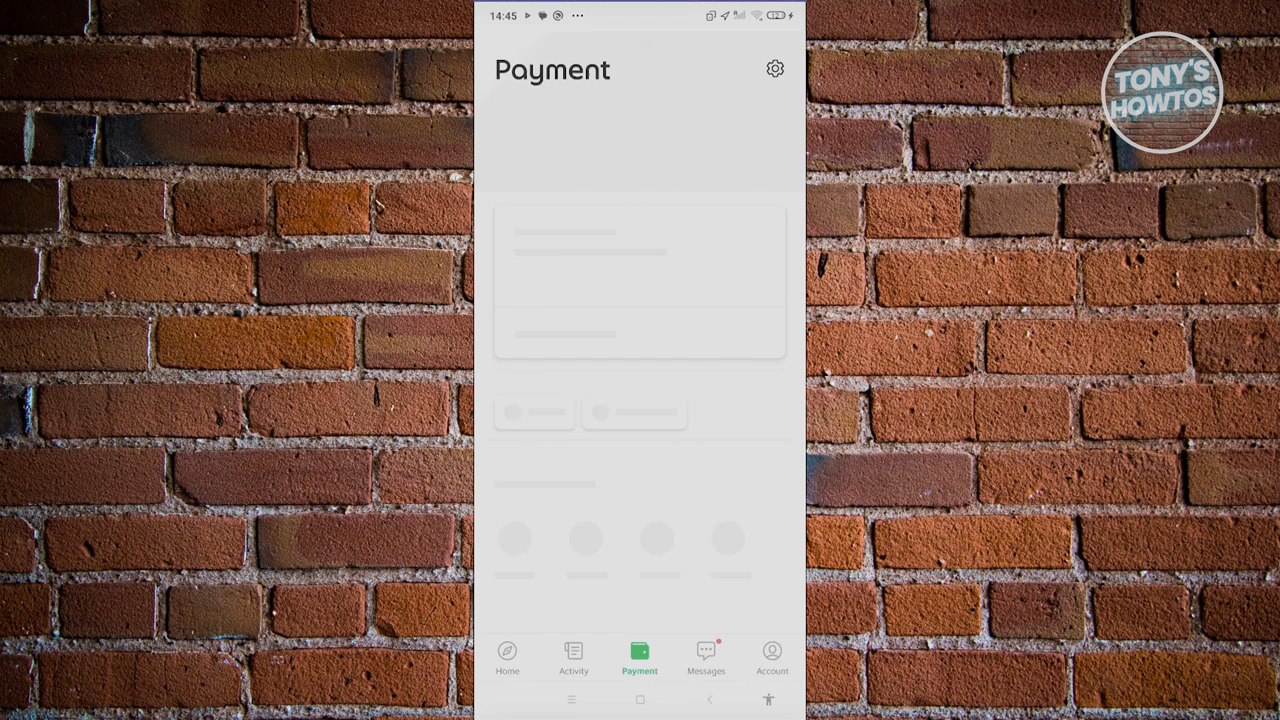 14:45
Payment
TONY'S
HOWTOS
Home Activity Payment Messages Account